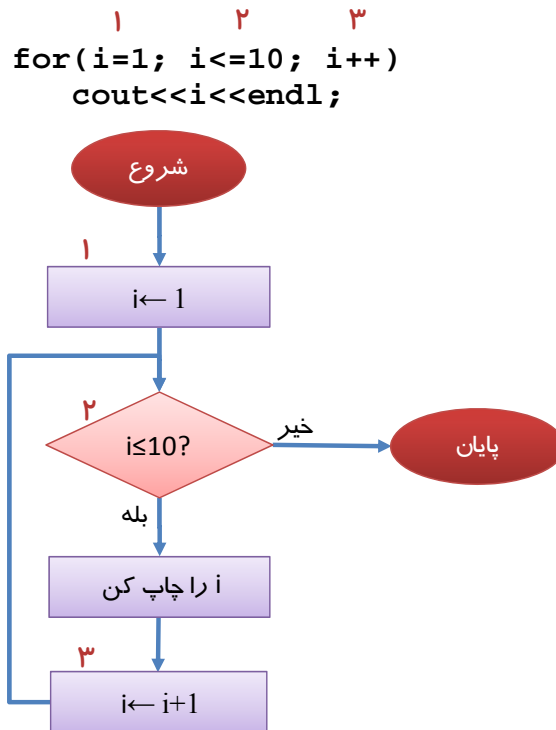 ۱ ۲ ۳
for(i=1; i<=10; i++)
cout<<i<<endl;
شروع
۱
i← 1
۲
i≤10?
خیر
پایان
بله
i را چاپ کن
۳
i← i+1